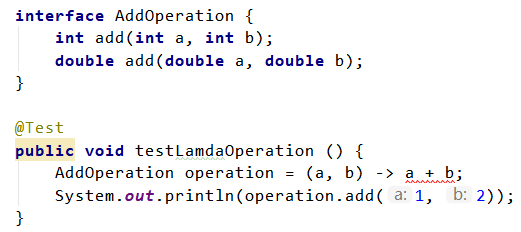 interface AddOperation {
    int add(int a, int b);
    double add(double a, double b);
}
@Test
public void testLamdaOperation () {
    AddOperation operation = (a, b) -> a + b;
    System.out.println(operation.add( a: 1,  b: 2));
}